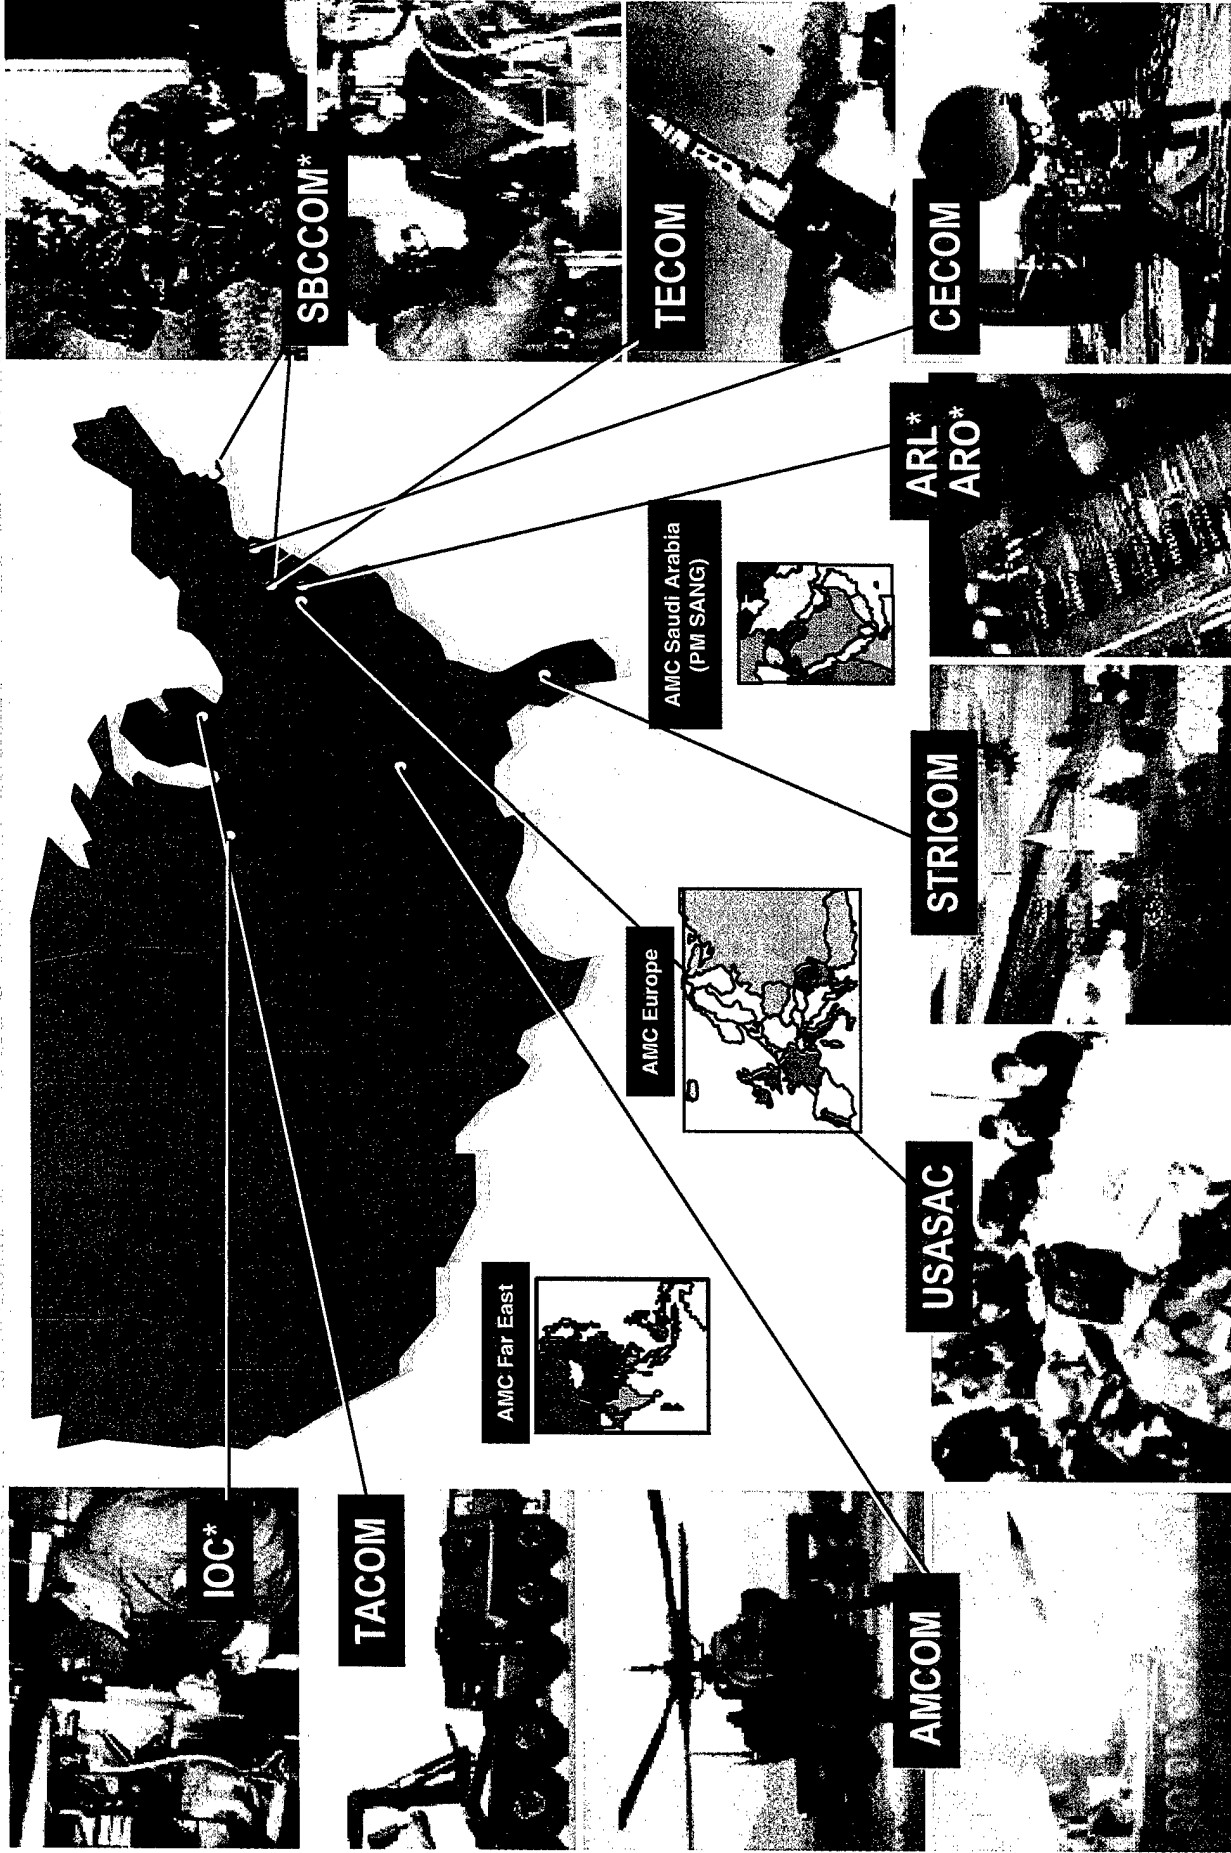 IOC*
SBCCOM*
TACOM
AMC Far East
AMC Europe
AMC Saudi Arabia
(PM SANG)
TECOM
AMCOM
USASAC
STRICOM
ARL*
ARO*
CECOM